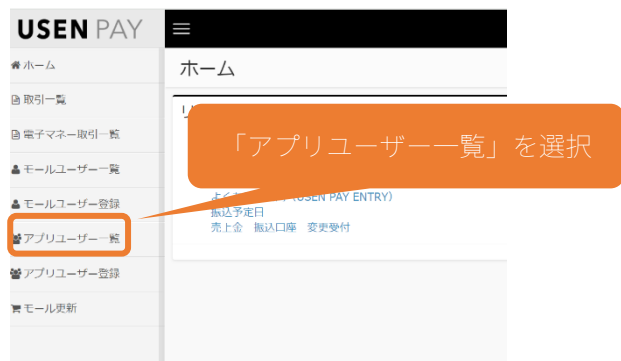 USEN PAY
ホーム
ホーム
取引一覧
電子マネー取引一覧
「アプリユーザー一覧」を選択
モールユーザー一覧
モールユーザー登録
(USEN PAY ENTRY)
振込予定日
売上金 振込口座 変更受付
アプリユーザー一覧
アプリユーザー登録
モール更新